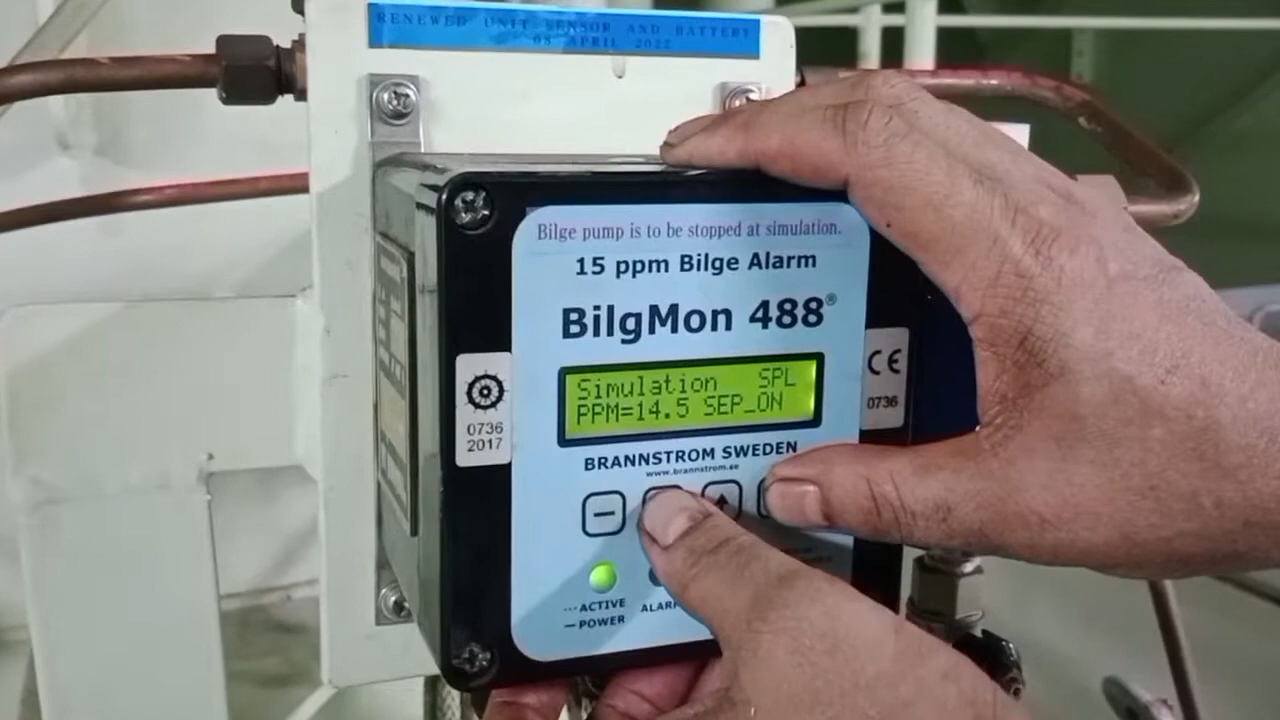 RENEWED UNIT SENSOR AND BATTERY
08 APRIL 2022
Bilge pump is to be stopped at simulation.
15 ppm Bilge Alarm
BilgMon 488®
Simulation SPL
PPM=14.5 SEP_ON
0736
2017
CE
0736
BRANNSTROM SWEDEN
www.brannstrom.se
ACTIVE
ALARM
POWER